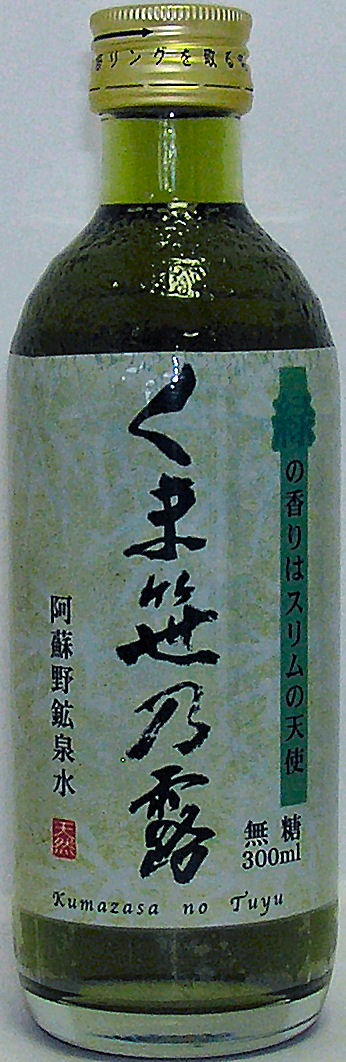 リングを取る
緑の香りはスリムの天使
くま笹乃露
阿蘇野鉱泉水
天然
無糖
300ml
Kumazasa no Tuyu